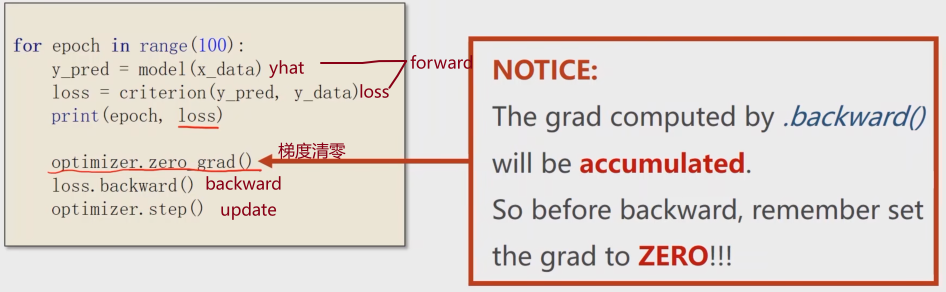 for epoch in range(100):
y_pred = model(x_data) yhat
forward
loss = criterion(y_pred, y_data)loss
print(epoch, loss)
optimizer.zero_grad() 梯度清零
loss.backward() backward
optimizer.step() update
NOTICE:
The grad computed by .backward()
will be accumulated.
So before backward, remember set
the grad to ZERO!!!